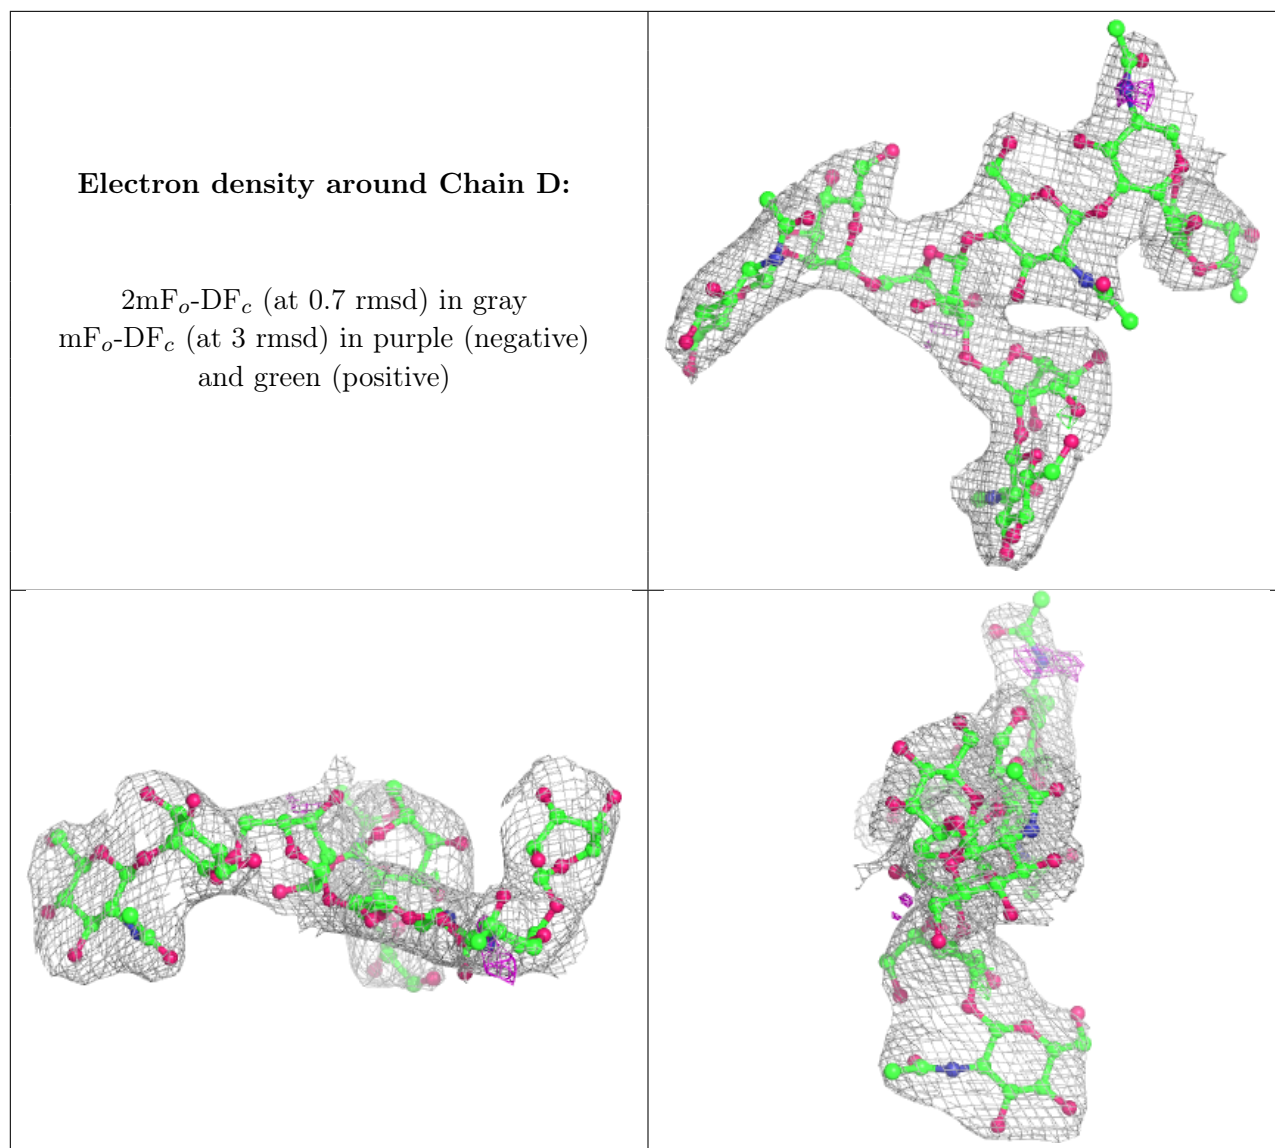 Electron density around Chain D:
2mFo-DFc (at 0.7 rmsd) in gray
mFo-DFc (at 3 rmsd) in purple (negative)
and green (positive)